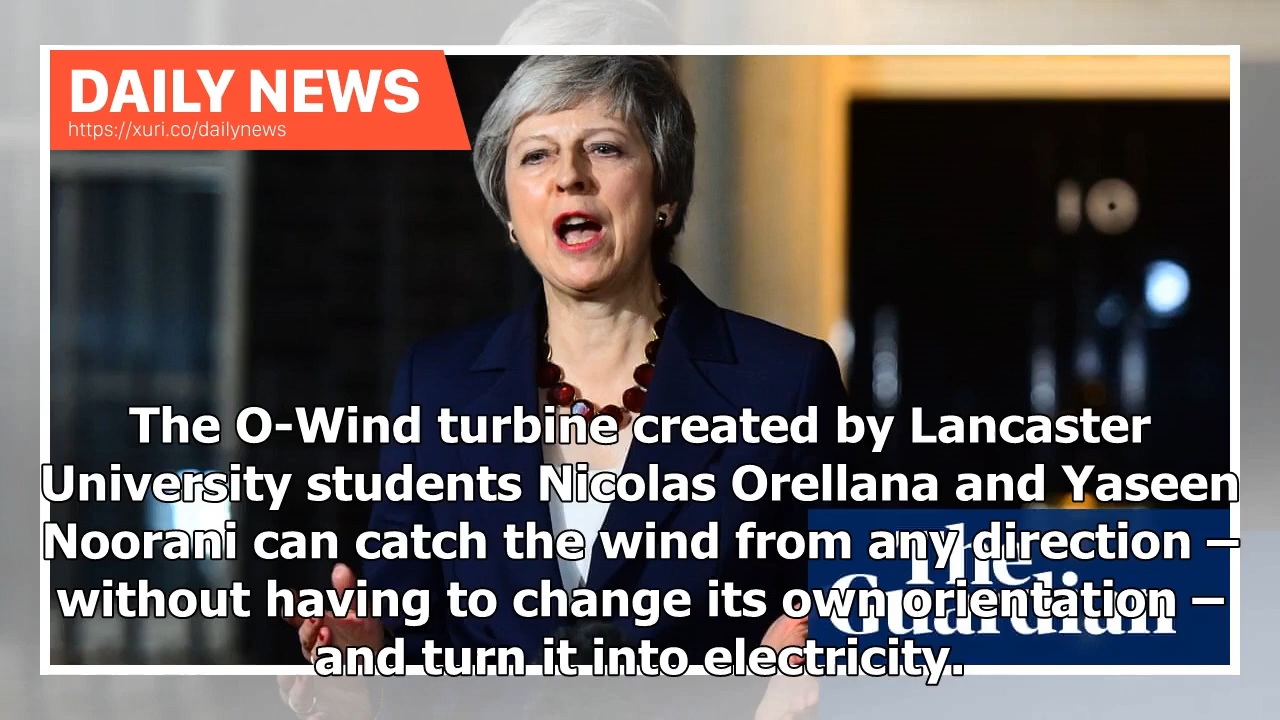 DAILY NEWS
https://xuri.co/dailynews
The O-Wind turbine created by Lancaster
University students Nicolas Orellana and Yaseen
Noorani can catch the wind from any direction –
without having to change its own orientation –
and turn it into electricity.
The
Guardian